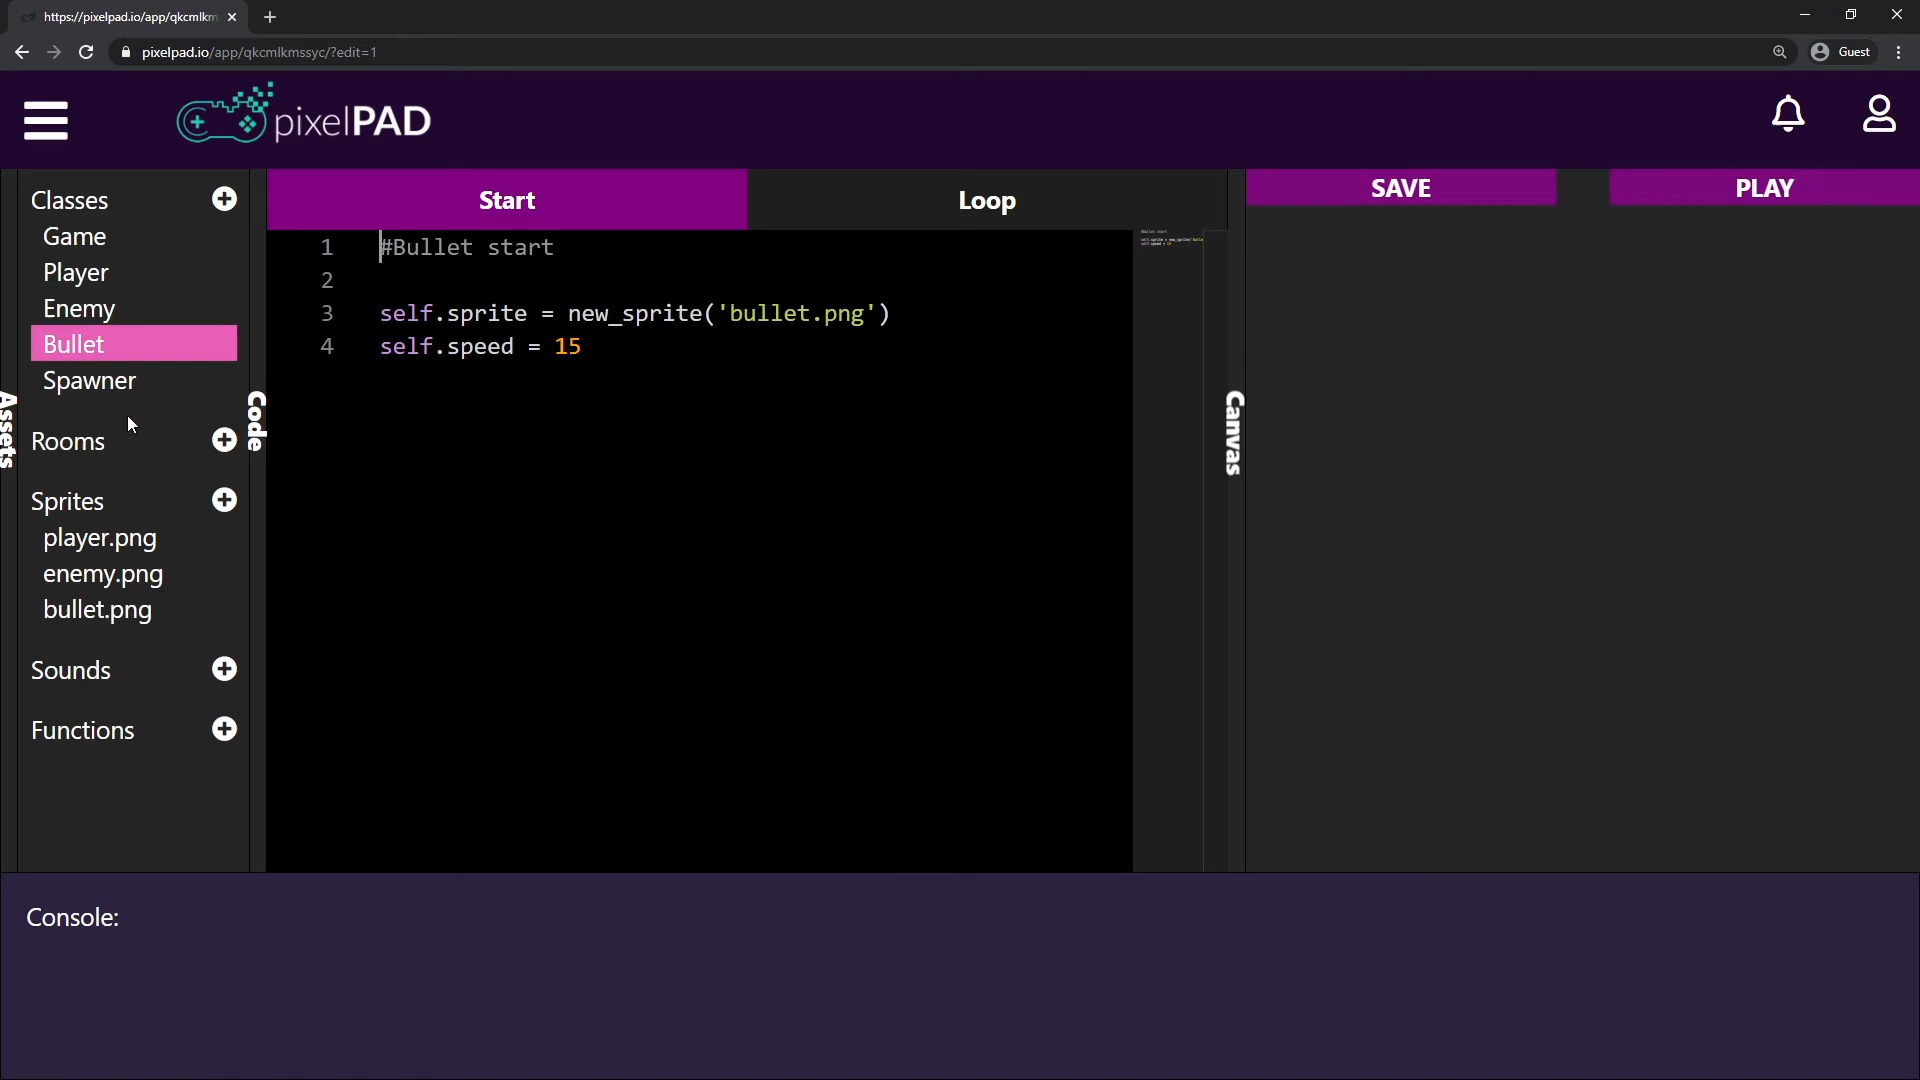 https://pixelpad.io/app/qkcmlkm
pixelpad.io/app/qkcmlkmssyc/?edit=1
Guest
pixelPAD
Classes
Game
Player
Enemy
Bullet
Spawner
Rooms
Sprites
player.png
enemy.png
bullet.png
Sounds
Functions
Assets
Code
Start
Loop
1 #Bullet start
2
3 self.sprite = new_sprite('bullet.png')
4 self.speed = 15
Canvas
SAVE
PLAY
Console: